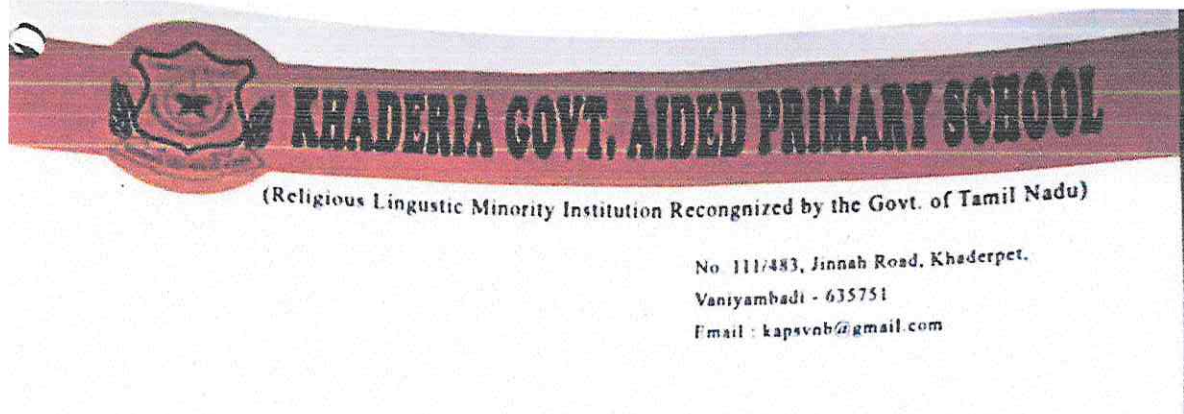 KHADERIA GOVT. AIDED PRIMARY SCHOOL
(Religious Lingustic Minority Institution Recongnized by the Govt. of Tamil Nadu)
No. 111/483, Jinnah Road, Khaderpet,
Vaniyambadi - 635751
Email : kapsvnb@gmail.com